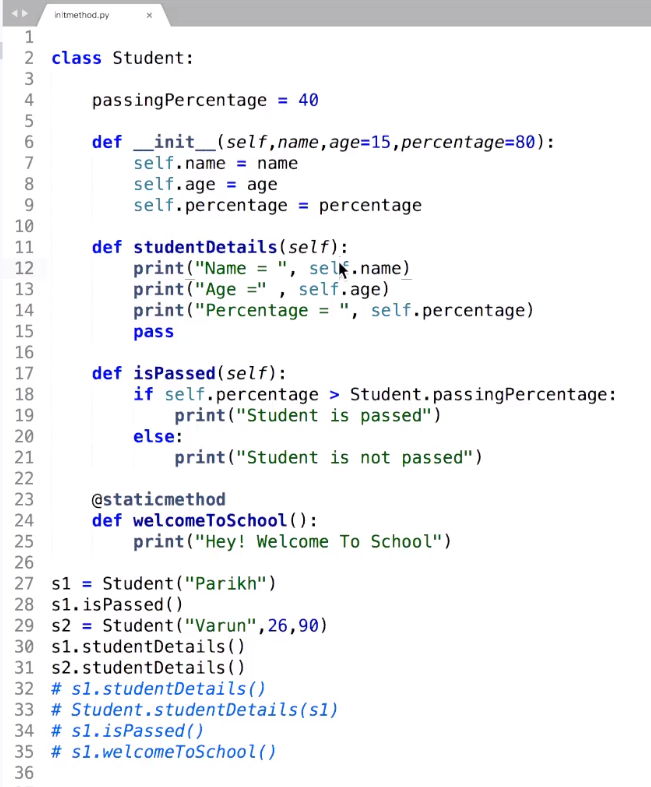 initmethod.py
1
2 class Student:
3
4     passingPercentage = 40
5
6     def __init__(self,name,age=15,percentage=80):
7         self.name = name
8         self.age = age
9         self.percentage = percentage
10
11     def studentDetails(self):
12         print("Name = ", self.name)
13         print("Age =" , self.age)
14         print("Percentage = ", self.percentage)
15         pass
16
17     def isPassed(self):
18         if self.percentage > Student.passingPercentage:
19             print("Student is passed")
20         else:
21             print("Student is not passed")
22
23     @staticmethod
24     def welcomeToSchool():
25         print("Hey! Welcome To School")
26
27 s1 = Student("Parikh")
28 s1.isPassed()
29 s2 = Student("Varun",26,90)
30 s1.studentDetails()
31 s2.studentDetails()
32 # s1.studentDetails()
33 # Student.studentDetails(s1)
34 # s1.isPassed()
35 # s1.welcomeToSchool()
36